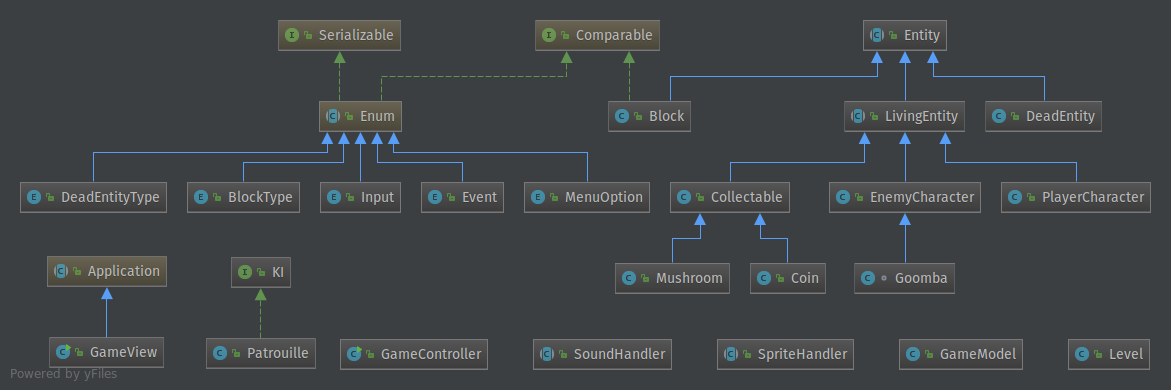 Serializable
Comparable
Entity
Enum
Block
LivingEntity
DeadEntity
DeadEntityType
BlockType
Input
Event
MenuOption
Collectable
EnemyCharacter
PlayerCharacter
Application
KI
Mushroom
Coin
Goomba
GameView
Patrouille
GameController
SoundHandler
SpriteHandler
GameModel
Level
Powered by yFiles